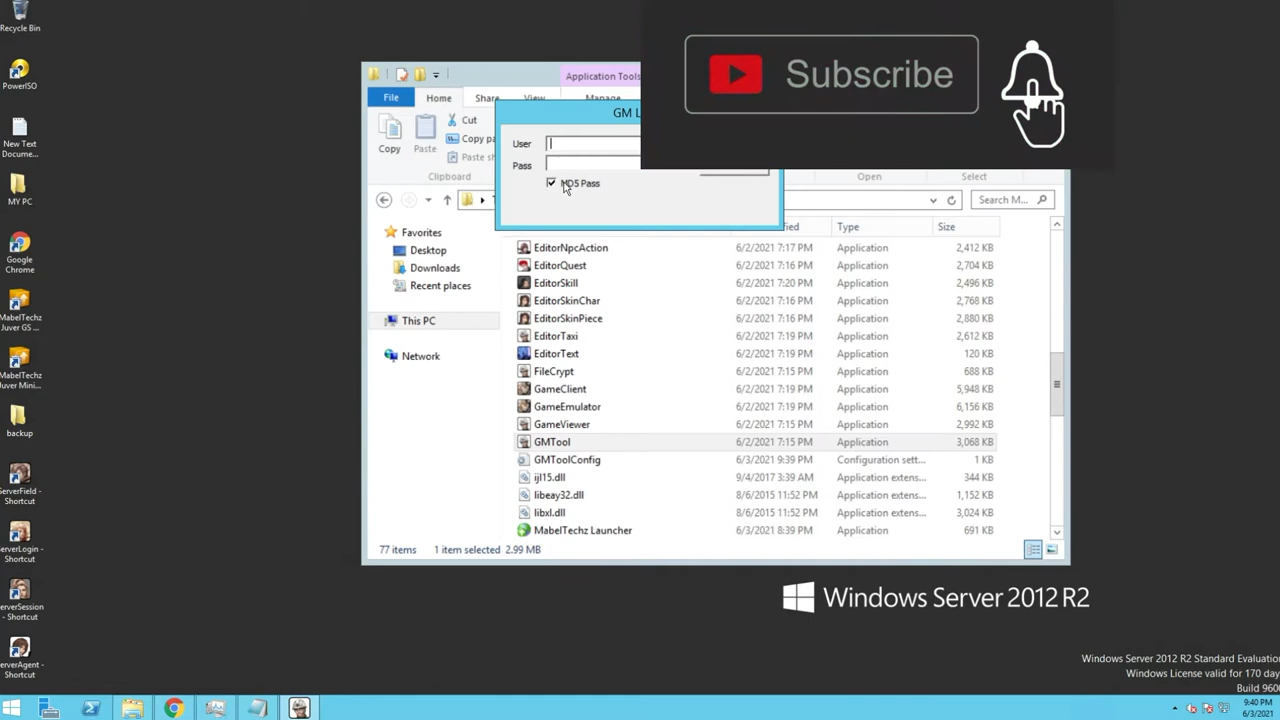 Recycle Bin
PowerISO
New Text
Docume...
MY PC
Google
Chrome
MabelTechz
Juver GS ...
MabelTechz
Juver Mini...
backup
ServerField -
Shortcut
ServerLogin -
Shortcut
ServerSession
- Shortcut
ServerAgent -
Shortcut
Application Tools
File
Home
Share
View
Manage
Copy
Paste
Cut
Copy pa
Paste sh
Clipboard
Open
Select
GM L
User
Pass
MD5 Pass
Subscribe
Search M...
Favorites
Desktop
Downloads
Recent places
This PC
Network
ified
Type
Size
EditorNpcAction 6/2/2021 7:17 PM Application 2,412 KB
EditorQuest 6/2/2021 7:16 PM Application 2,704 KB
EditorSkill 6/2/2021 7:20 PM Application 2,496 KB
EditorSkinChar 6/2/2021 7:16 PM Application 2,768 KB
EditorSkinPiece 6/2/2021 7:16 PM Application 2,880 KB
EditorTaxi 6/2/2021 7:19 PM Application 2,612 KB
EditorText 6/2/2021 7:19 PM Application 120 KB
FileCrypt 6/2/2021 7:15 PM Application 688 KB
GameClient 6/2/2021 7:19 PM Application 5,948 KB
GameEmulator 6/2/2021 7:19 PM Application 6,156 KB
GameViewer 6/2/2021 7:15 PM Application 2,992 KB
GMTool 6/2/2021 7:15 PM Application 3,068 KB
GMToolConfig 6/3/2021 9:39 PM Configuration sett... 1 KB
ijl15.dll 9/4/2017 3:39 AM Application extens... 344 KB
libeay32.dll 8/6/2015 11:52 PM Application extens... 1,152 KB
libxl.dll 8/6/2015 11:52 PM Application extens... 3,024 KB
MabelTechz Launcher 6/3/2021 8:39 PM Application 691 KB
77 items 1 item selected 2.99 MB
Windows Server 2012 R2
Windows Server 2012 R2 Standard Evaluation
Windows License valid for 170 day
Build 9600
9:40 PM
6/3/2021